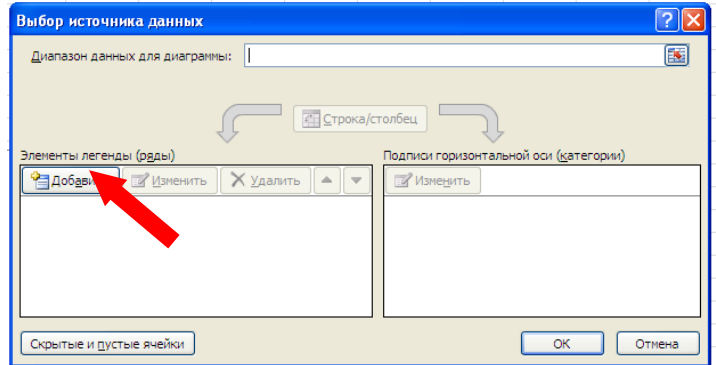 Выбор источника данных
Диапазон данных для диаграммы:
Строка/столбец
Элементы легенды (ряды)
Подписи горизонтальной оси (категории)
Изменить
Удалить
Изменить
Скрытые и пустые ячейки
ОК
Отмена